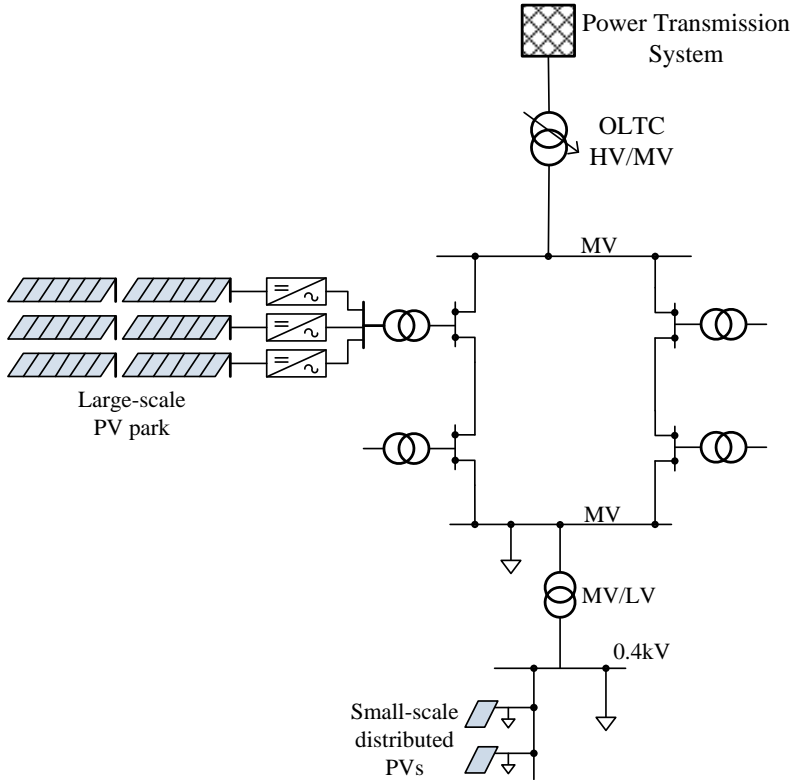 Power Transmission
System
OLTC
HV/MV
MV
Large-scale
PV park
MV
MV/LV
0.4kV
Small-scale
distributed
PVs